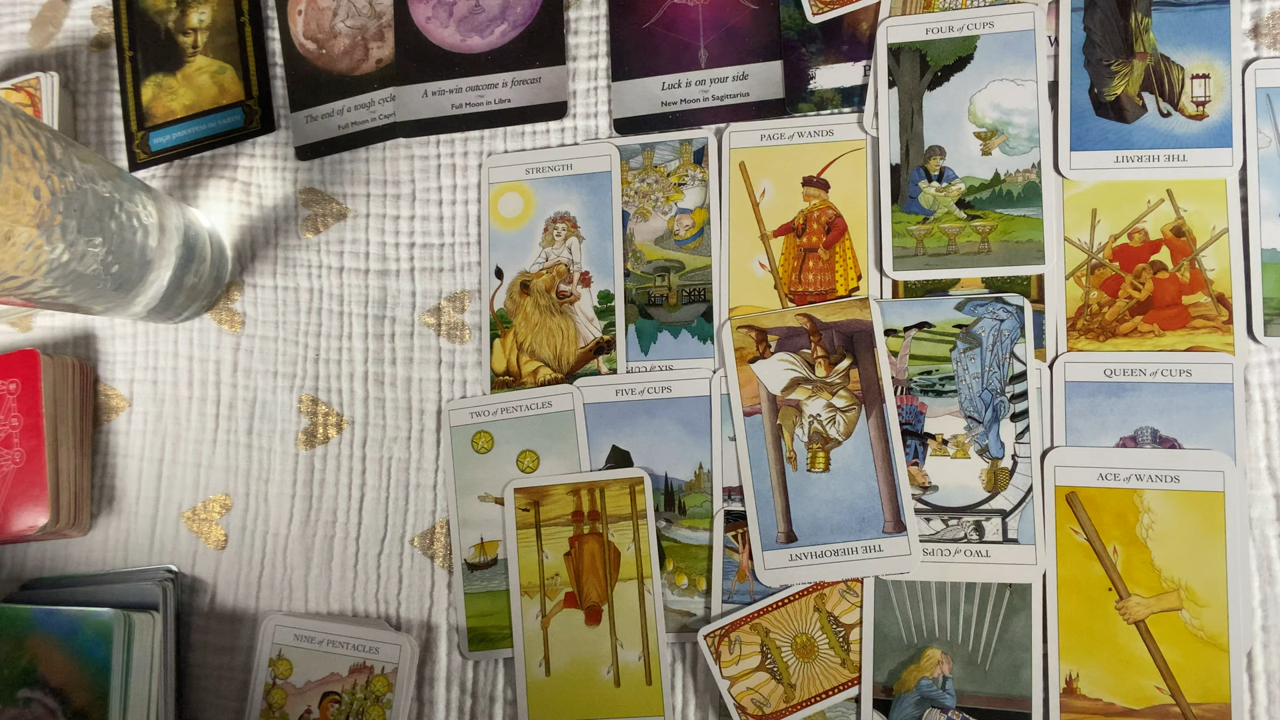 HIGH PRIESTESS OF EARTH
The end of a tough cycle
Full Moon in Capri
A win-win outcome is forecast
Full Moon in Libra
Luck is on your side
New Moon in Sagittarius
FOUR of CUPS
THE HERMIT
STRENGTH
SIX of CUPS
PAGE of WANDS
TWO of PENTACLES
FIVE of CUPS
QUEEN of CUPS
ACE of WANDS
THE HIEROPHANT
TWO of CUPS
NINE of PENTACLES